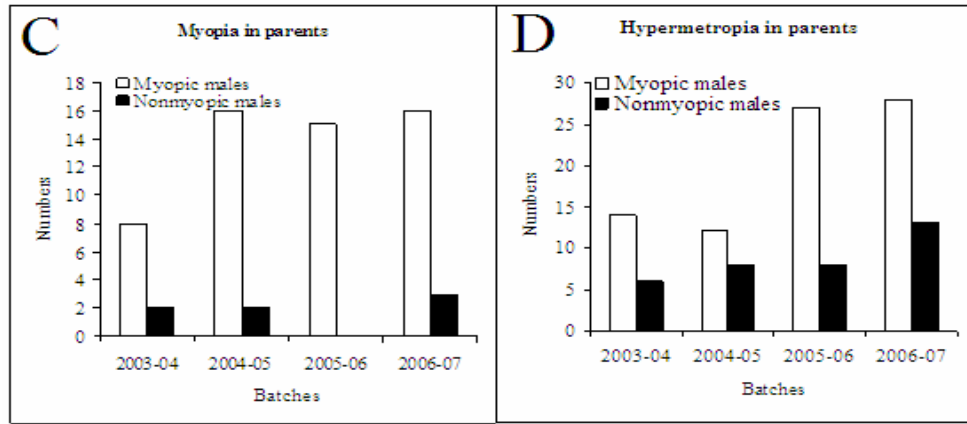 C
Myopia in parents
Myopic males
Nonmyopic males
18
16
14
12
10
8
6
4
2
0
Numbers
2003-04 2004-05 2005-06 2006-07
Batches
D
Hypermetropia in parents
Myopic males
Nonmyopic males
30
25
20
15
10
5
0
Numbers
2003-04 2004-05 2005-06 2006-07
Batches